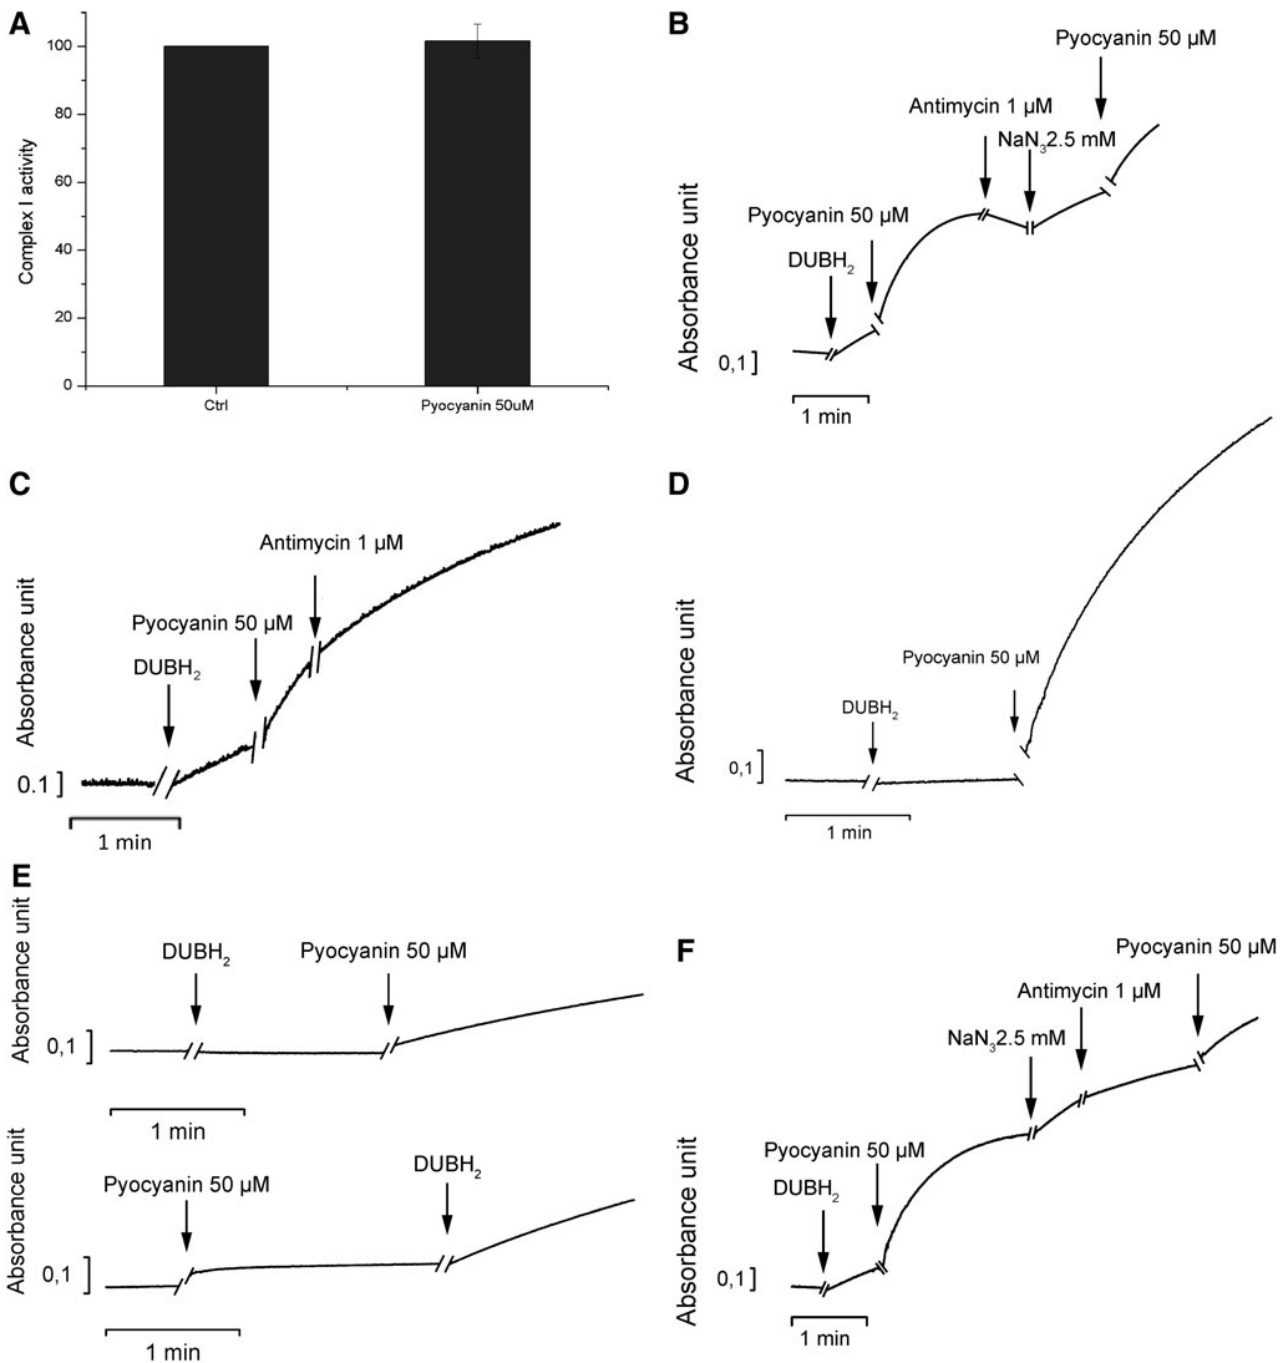 A
Complex I activity
100
80
60
40
20
0
Ctrl
Pyocyanin 50uM
B
Absorbance unit
Pyocyanin 50 µM
Antimycin 1 µM
NaN₃2.5 mM
Pyocyanin 50 µM
DUBH₂
0,1
1 min
C
Absorbance unit
Antimycin 1 µM
Pyocyanin 50 µM
DUBH₂
0.1
1 min
D
Absorbance unit
Pyocyanin 50 µM
DUBH₂
0,1
1 min
E
Absorbance unit
DUBH₂
Pyocyanin 50 µM
0,1
1 min
Absorbance unit
DUBH₂
Pyocyanin 50 µM
0,1
1 min
F
Absorbance unit
Pyocyanin 50 µM
Antimycin 1 µM
NaN₃2.5 mM
Pyocyanin 50 µM
DUBH₂
0,1
1 min